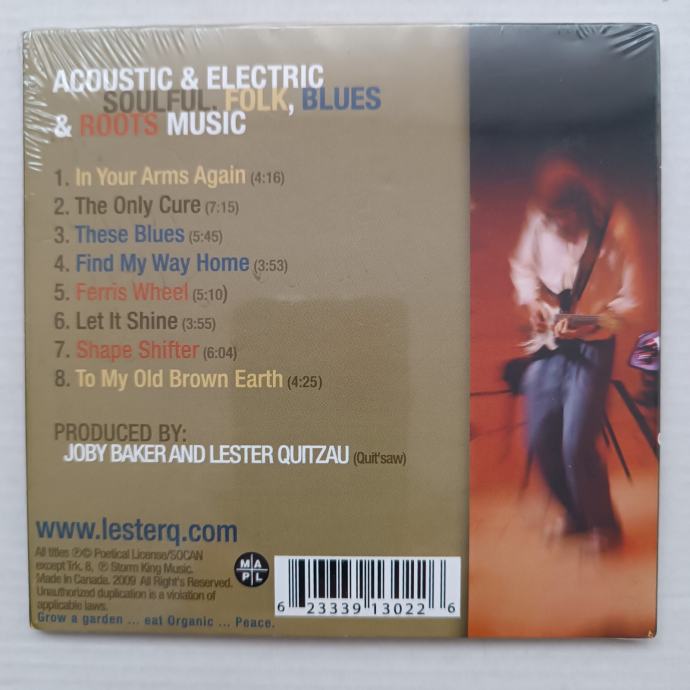 ACOUSTIC & ELECTRIC
SOULFUL. FOLK, BLUES
& ROOTS MUSIC
1. In Your Arms Again (4:16)
2. The Only Cure (7:15)
3. These Blues (5:45)
4. Find My Way Home (3:53)
5. Ferris Wheel (5:10)
6. Let It Shine (3:55)
7. Shape Shifter (6:04)
8. To My Old Brown Earth (4:25)
PRODUCED BY:
JOBY BAKER AND LESTER QUITZAU (Quit'saw)
www.lesterq.com
All titles ℗© Poetical License/SOCAN
except Trk. 8, ℗ Storm King Music.
Made in Canada. 2009 All Right's Reserved.
Unauthorized duplication is a violation of
applicable laws.
Grow a garden ... eat Organic ... Peace.
M A
P L
6 23339 13022 6